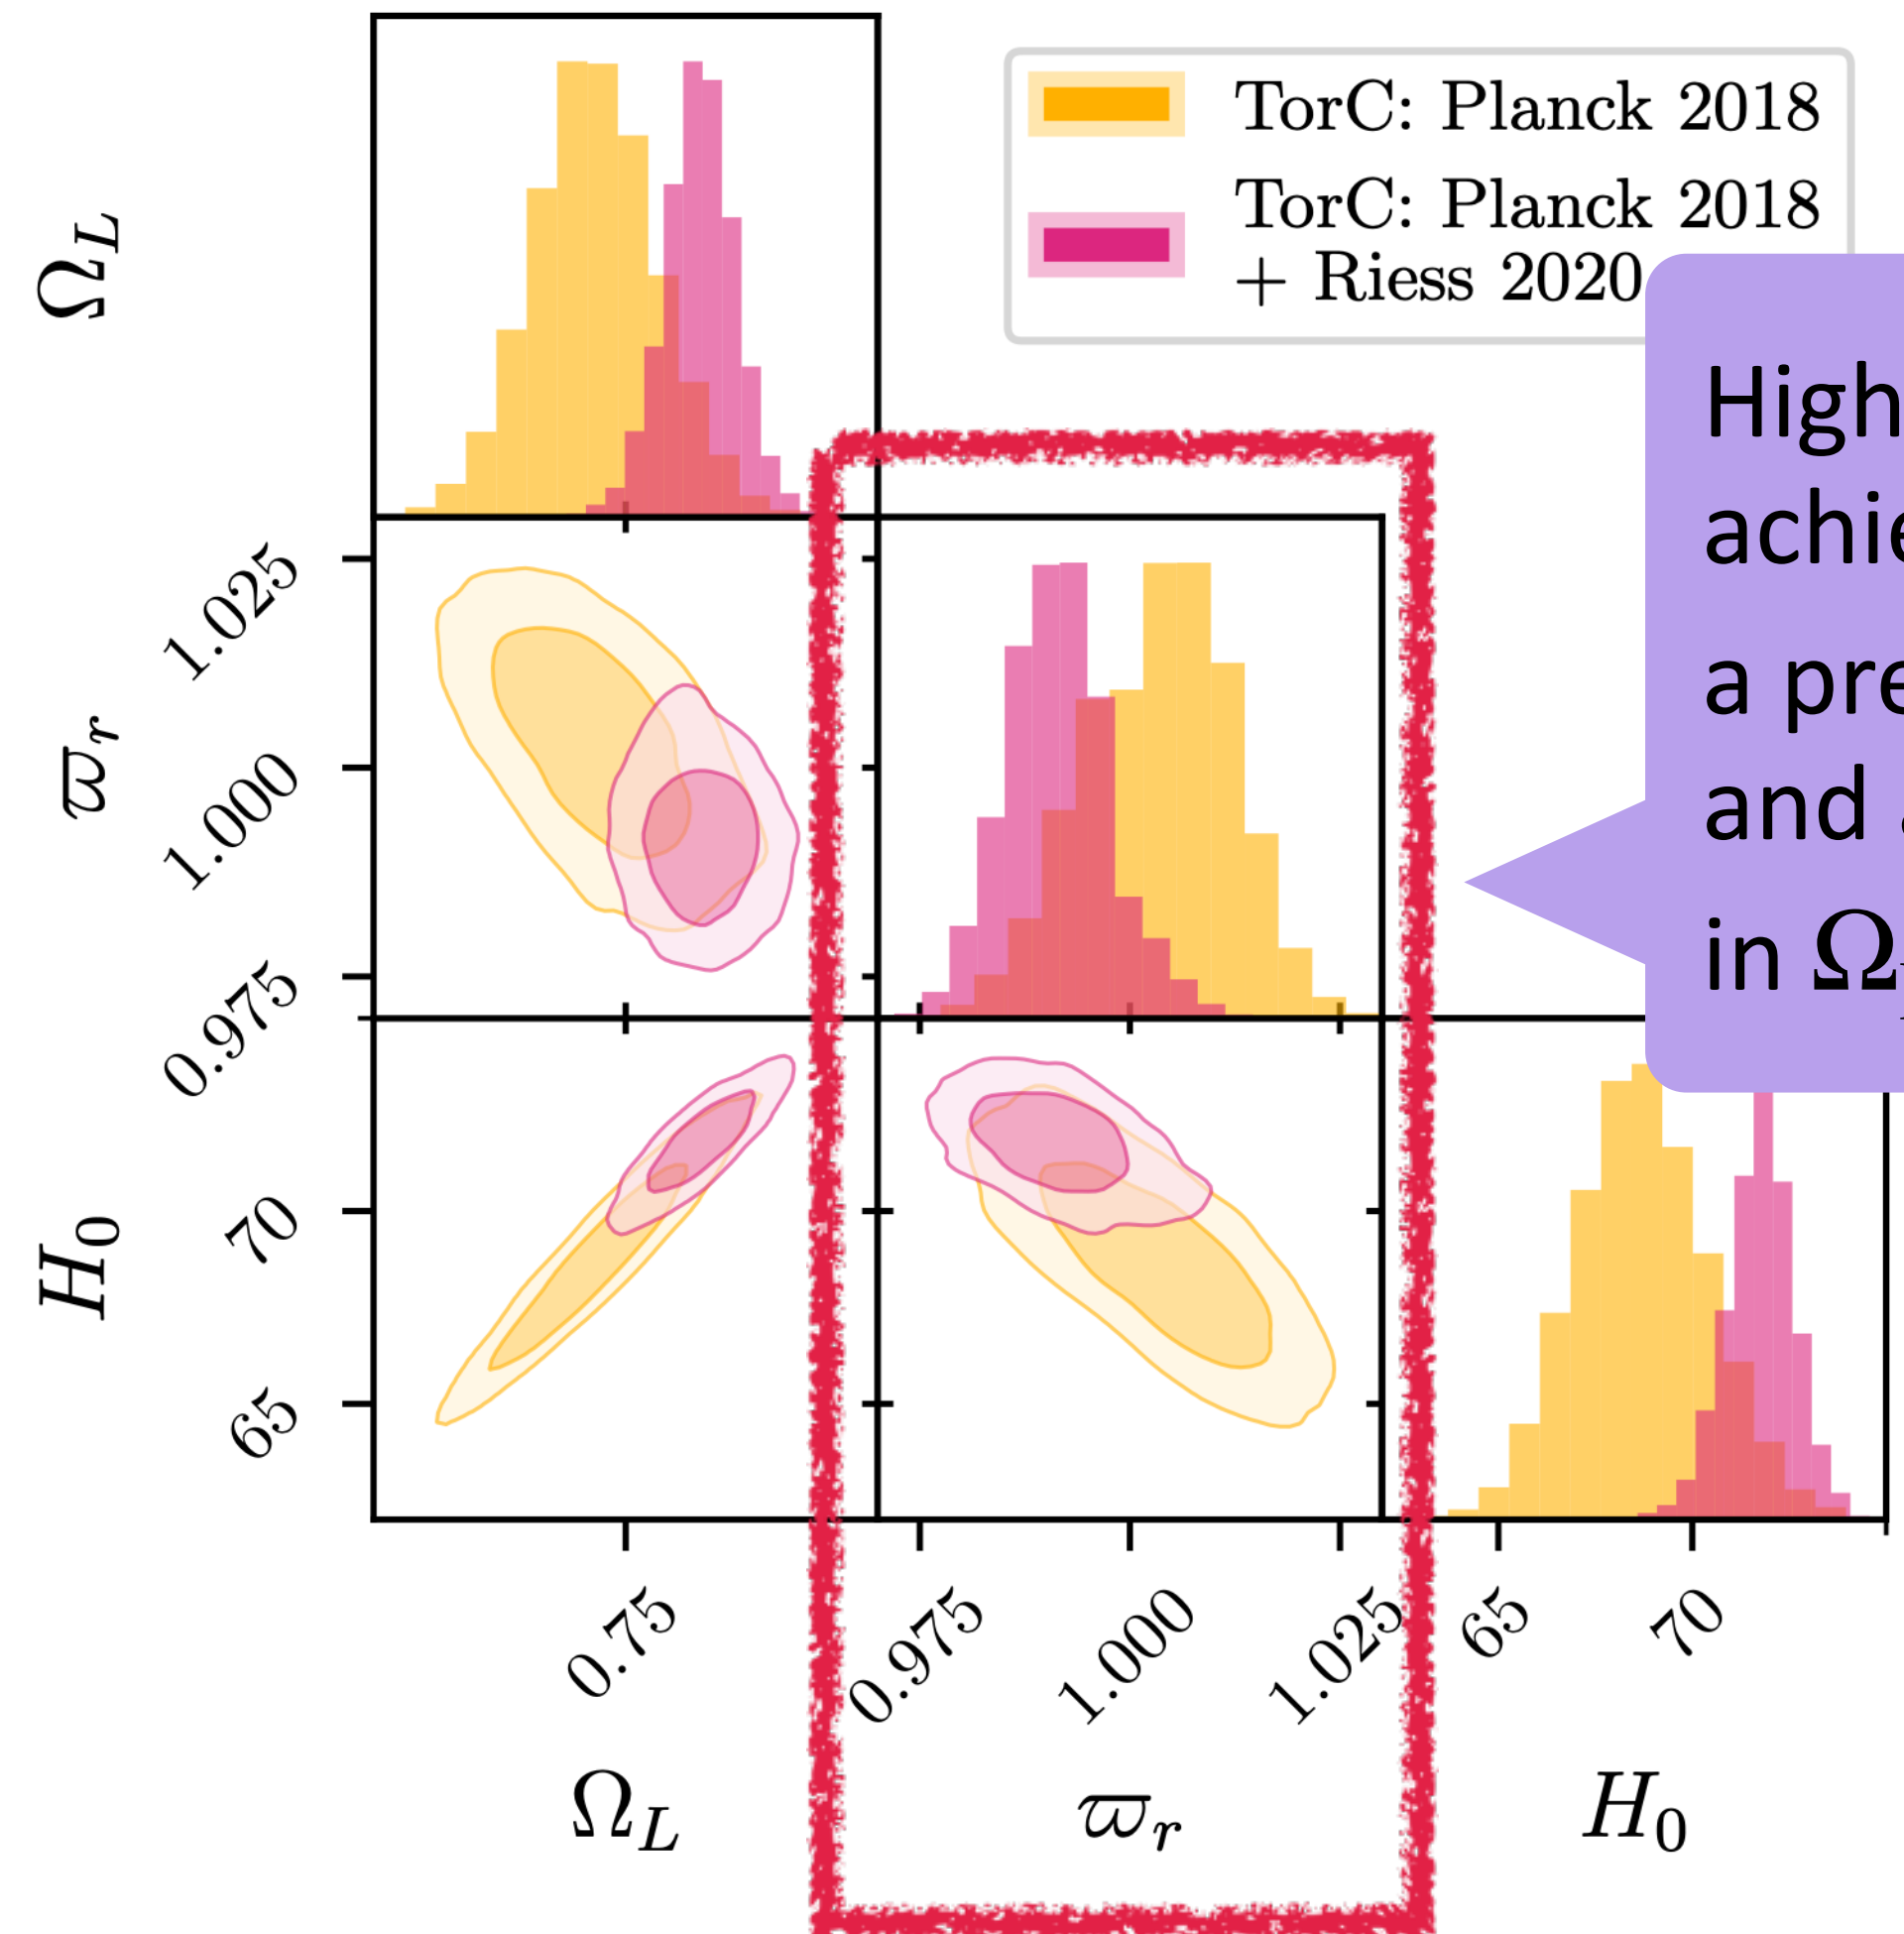 TorC: Planck 2018
TorC: Planck 2018
+ Riess 2020
High
achie
a pre
and
in Ω
Ω_L
1.025
ϖ_r
1.000
0.975
H_0
70
65
0.75
0.975
1.000
1.025
65
70
Ω_L
ϖ_r
H_0